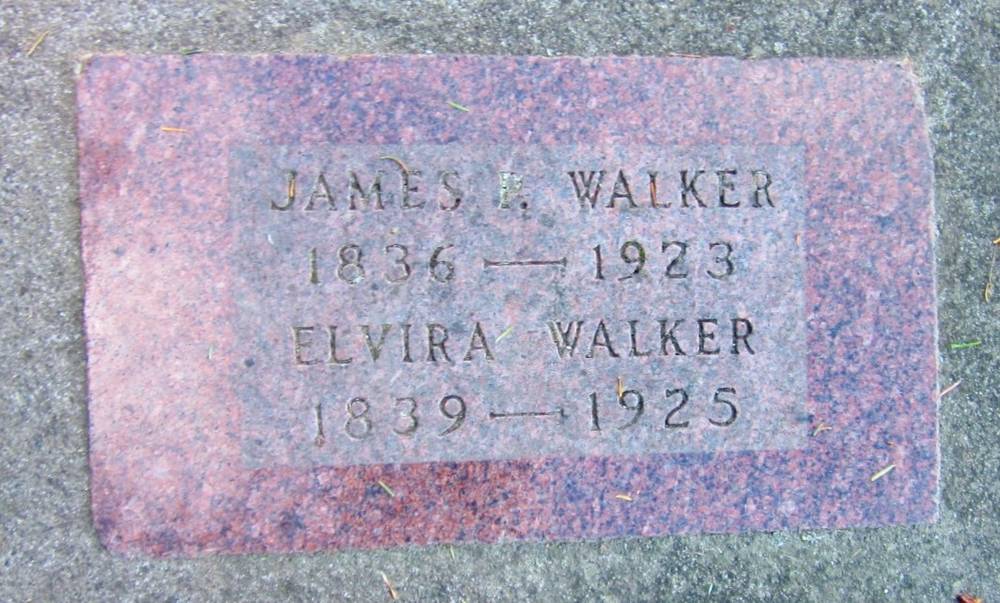 JAMES P. WALKER
1836 — 1923
ELVIRA WALKER
1839 — 1925